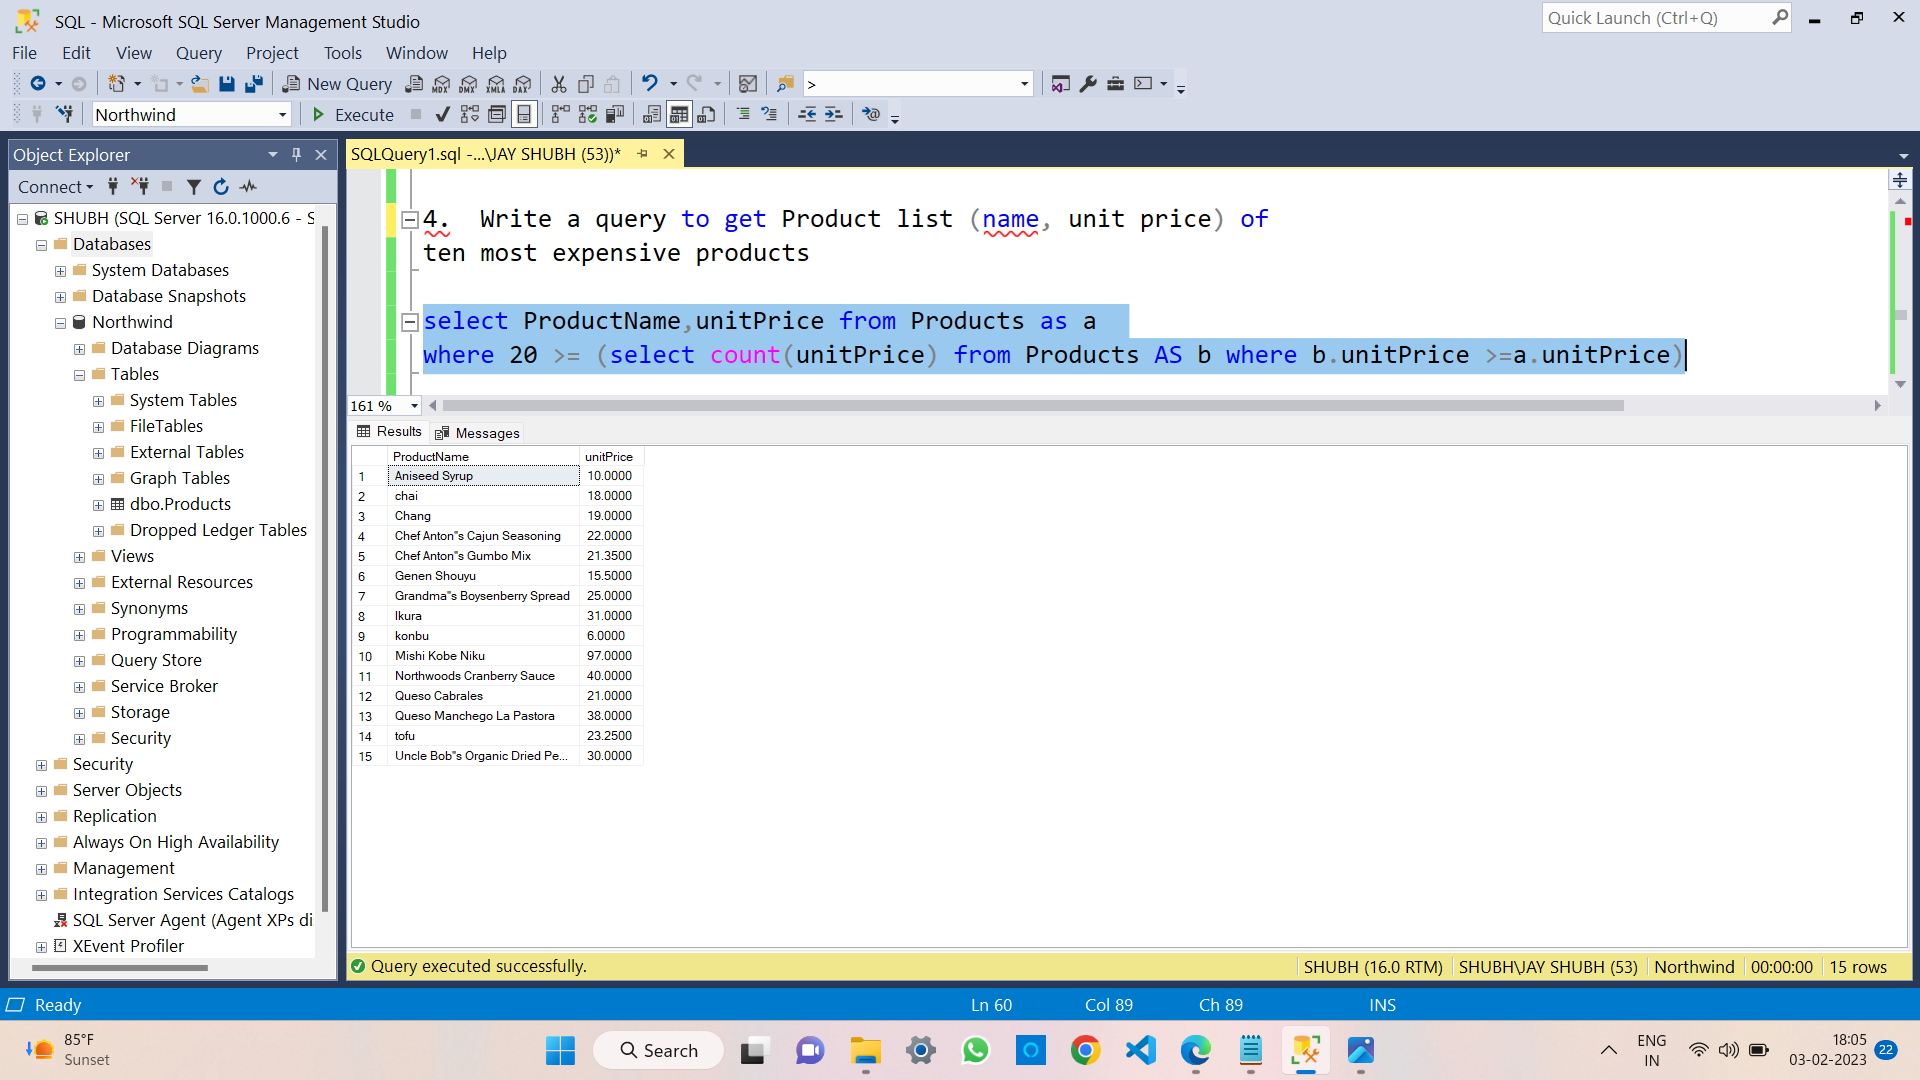 SQL - Microsoft SQL Server Management Studio
Quick Launch (Ctrl+Q)
File Edit View Query Project Tools Window Help
New Query MDX DMX XMLA DAX >
Northwind Execute
Object Explorer
SQLQuery1.sql -...\JAY SHUBH (53))*
Connect
SHUBH (SQL Server 16.0.1000.6 - S
Databases
System Databases
Database Snapshots
Northwind
Database Diagrams
Tables
System Tables
FileTables
External Tables
Graph Tables
dbo.Products
Dropped Ledger Tables
Views
External Resources
Synonyms
Programmability
Query Store
Service Broker
Storage
Security
Security
Server Objects
Replication
Always On High Availability
Management
Integration Services Catalogs
SQL Server Agent (Agent XPs di
XEvent Profiler
4. Write a query to get Product list (name, unit price) of
ten most expensive products
select ProductName,unitPrice from Products as a
where 20 >= (select count(unitPrice) from Products AS b where b.unitPrice >=a.unitPrice)
161 %
Results Messages
ProductName unitPrice
1 Aniseed Syrup 10.0000
2 chai 18.0000
3 Chang 19.0000
4 Chef Anton"s Cajun Seasoning 22.0000
5 Chef Anton"s Gumbo Mix 21.3500
6 Genen Shouyu 15.5000
7 Grandma"s Boysenberry Spread 25.0000
8 Ikura 31.0000
9 konbu 6.0000
10 Mishi Kobe Niku 97.0000
11 Northwoods Cranberry Sauce 40.0000
12 Queso Cabrales 21.0000
13 Queso Manchego La Pastora 38.0000
14 tofu 23.2500
15 Uncle Bob"s Organic Dried Pe... 30.0000
Query executed successfully.
SHUBH (16.0 RTM) SHUBH\JAY SHUBH (53) Northwind 00:00:00 15 rows
Ready Ln 60 Col 89 Ch 89 INS
85°F
Sunset
Search
ENG
IN
18:05
03-02-2023
22